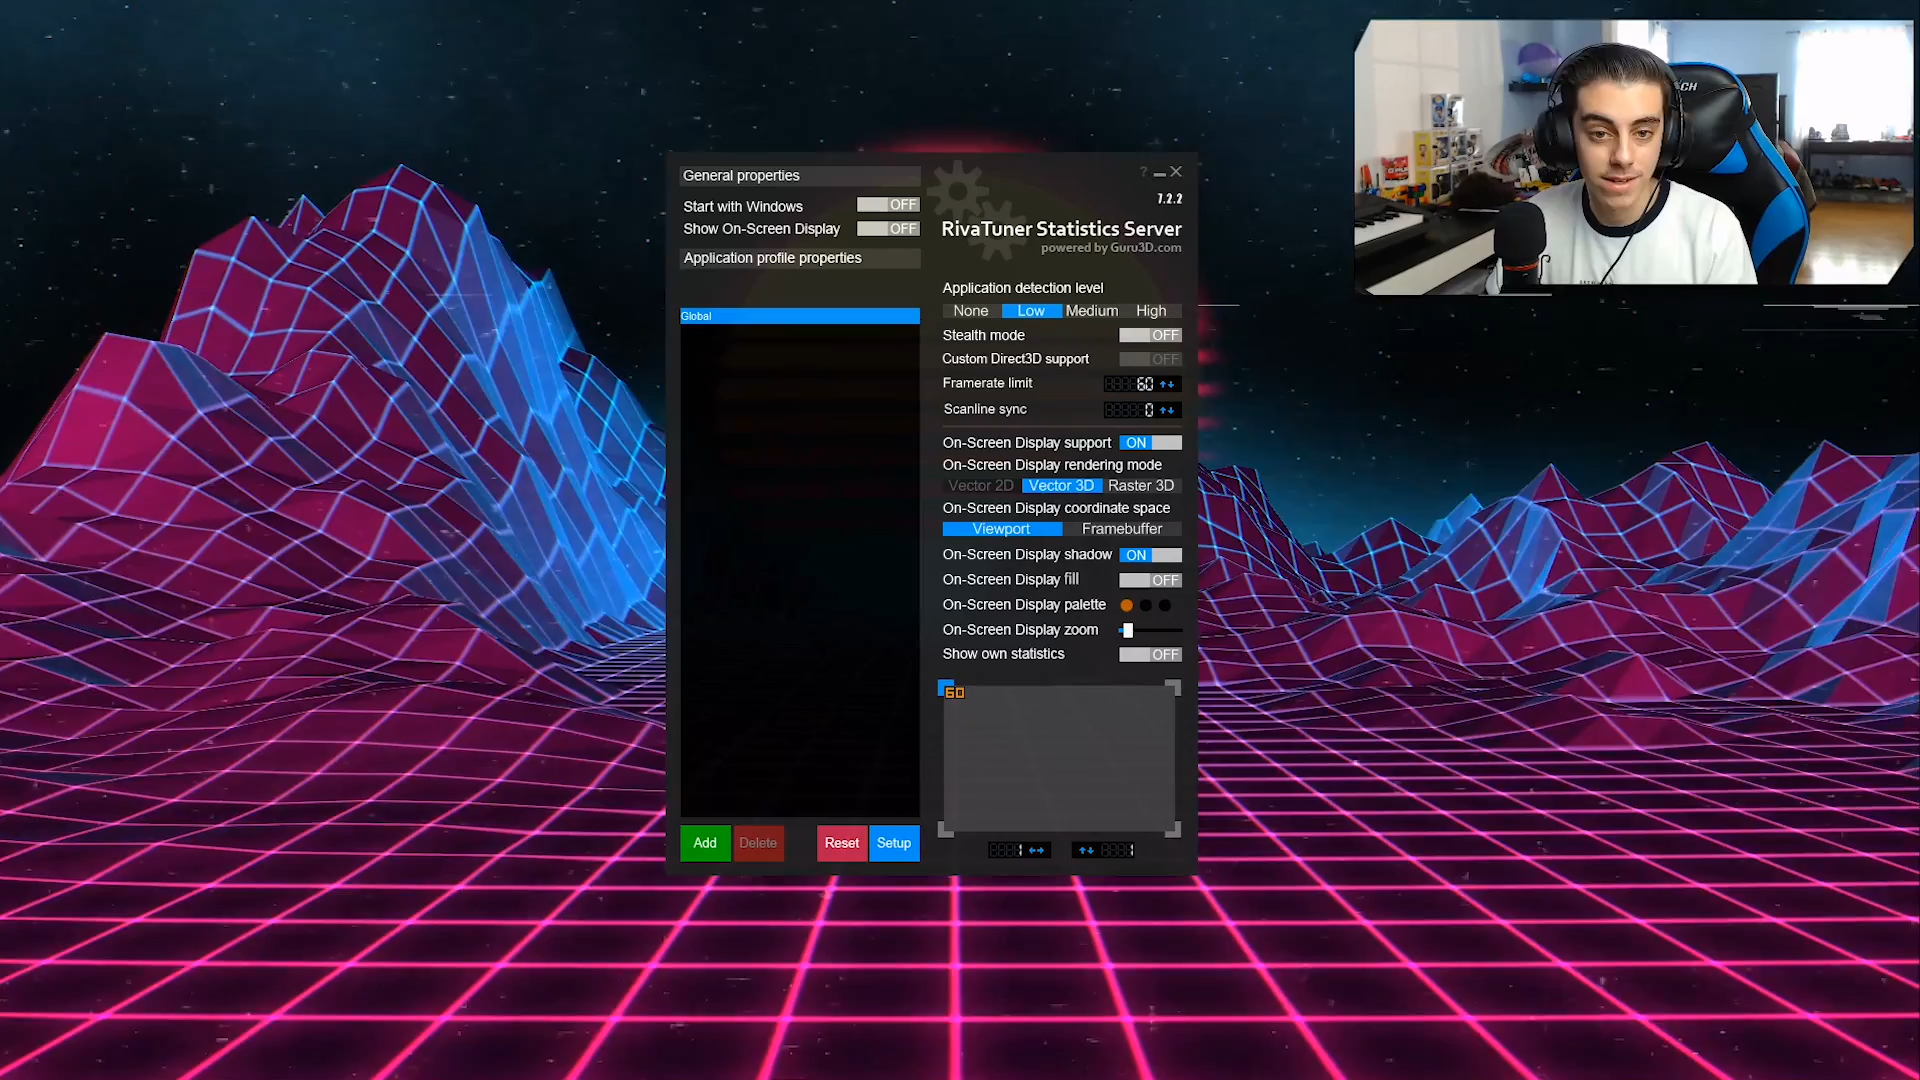 General properties
Start with Windows OFF
Show On-Screen Display OFF
Application profile properties
Global
Add
Delete
Reset
Setup
?
7.2.2
RivaTuner Statistics Server
powered by Guru3D.com
Application detection level
None Low Medium High
Stealth mode OFF
Custom Direct3D support OFF
Framerate limit 60
Scanline sync 0
On-Screen Display support ON
On-Screen Display rendering mode
Vector 2D Vector 3D Raster 3D
On-Screen Display coordinate space
Viewport Framebuffer
On-Screen Display shadow ON
On-Screen Display fill OFF
On-Screen Display palette
On-Screen Display zoom
Show own statistics OFF
60
1 1